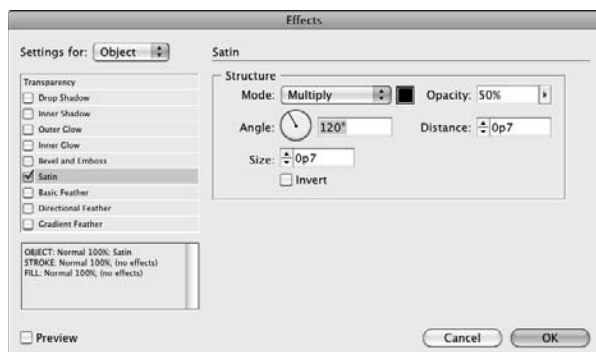 Effects
Settings for: Object
Transparency
Drop Shadow
Inner Shadow
Outer Glow
Inner Glow
Bevel and Emboss
Satin
Basic Feather
Directional Feather
Gradient Feather
OBJECT: Normal 100%; Satin
STROKE: Normal 100%, (no effects)
FILL: Normal 100%, (no effects)
Preview
Satin
Structure
Mode: Multiply Opacity: 50%
Angle: 120° Distance: 0p7
Size: 0p7
Invert
Cancel OK